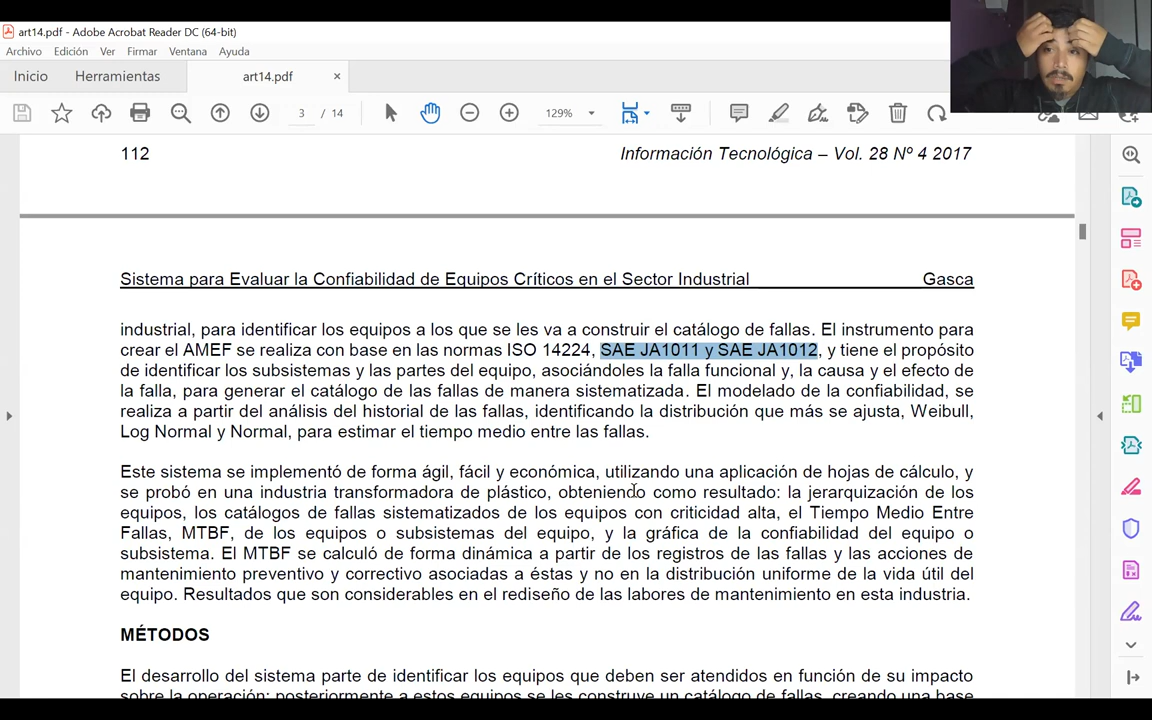 art14.pdf - Adobe Acrobat Reader DC (64-bit)
Archivo Edición Ver Firmar Ventana Ayuda
Inicio Herramientas art14.pdf ×
3 / 14 129%
112 Información Tecnológica – Vol. 28 Nº 4 2017
Sistema para Evaluar la Confiabilidad de Equipos Críticos en el Sector Industrial Gasca
industrial, para identificar los equipos a los que se les va a construir el catálogo de fallas. El instrumento para
crear el AMEF se realiza con base en las normas ISO 14224, SAE JA1011 y SAE JA1012, y tiene el propósito
de identificar los subsistemas y las partes del equipo, asociándoles la falla funcional y, la causa y el efecto de
la falla, para generar el catálogo de las fallas de manera sistematizada. El modelado de la confiabilidad, se
realiza a partir del análisis del historial de las fallas, identificando la distribución que más se ajusta, Weibull,
Log Normal y Normal, para estimar el tiempo medio entre las fallas.
Este sistema se implementó de forma ágil, fácil y económica, utilizando una aplicación de hojas de cálculo, y
se probó en una industria transformadora de plástico, obteniendo como resultado: la jerarquización de los
equipos, los catálogos de fallas sistematizados de los equipos con criticidad alta, el Tiempo Medio Entre
Fallas, MTBF, de los equipos o subsistemas del equipo, y la gráfica de la confiabilidad del equipo o
subsistema. El MTBF se calculó de forma dinámica a partir de los registros de las fallas y las acciones de
mantenimiento preventivo y correctivo asociadas a éstas y no en la distribución uniforme de la vida útil del
equipo. Resultados que son considerables en el rediseño de las labores de mantenimiento en esta industria.
MÉTODOS
El desarrollo del sistema parte de identificar los equipos que deben ser atendidos en función de su impacto
sobre la operación; posteriormente a estos equipos se les construye un catálogo de fallas, creando una base